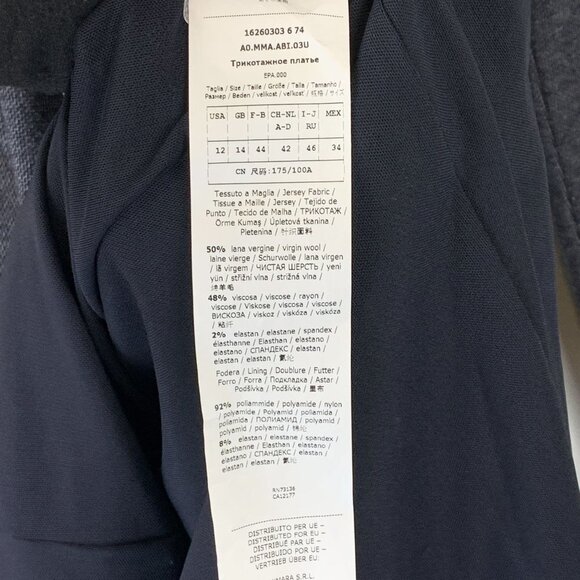 16260303 6 74
A0.MMA.ABI.03U
Трикотажное платье
EPA.000
Taglia / Size / Taille / Größe / Talla / Tamanho /
Размер / Beden / velikost / veľkosť / 规格 / サイズ
USA GB F-B CH-NL A-D I-J RU MEX
12 14 44 42 46 34
CN 尺码:175/100A
Tessuto a Maglia / Jersey Fabric /
Tissue a Maille / Jersey / Tejido de
Punto / Tecido de Malha / ТРИКОТАЖ /
Örme Kumaş / Úpletová tkanina /
Pletenina / 针织面料
50% lana vergine / virgin wool /
laine vierge / Schurwolle / lana virgen /
lã virgem / ЧИСТАЯ ШЕРСТЬ / yeni
yün / střižní vlna / strižná vlna /
绵羊毛
48% viscosa / viscose / rayon /
viscose / Viskose / viscosa / viscose /
ВИСКОЗА / viskoz / viskóza / viskóza
/ 粘纤
2% elastan / elastane / spandex /
élasthanne / Elasthan / elastano /
elastano / СПАНДЕКС / elastan /
elastan / elastan / 氨纶
Fodera / Lining / Doublure / Futter /
Forro / Forra / Подкладка / Astar /
Podšívka / Podšívka / 里布
92% poliammide / polyamide / nylon
/ polyamide / Polyamid / poliamida /
poliamida / ПОЛИАМИД / polyamid /
polyamid / polyamid / 锦纶
8% elastan / elastane / spandex /
élasthanne / Elasthan / elastano /
elastano / СПАНДЕКС / elastan /
elastan / elastan / 氨纶
RN73136
CA12177
DISTRIBUITO PER UE –
DISTRIBUTED FOR EU –
DISTRIBUÉ PAR UE –
DISTRIBUIDO POR UE –
VERTRIEB ÜBER EU:
MARA S.R.L.